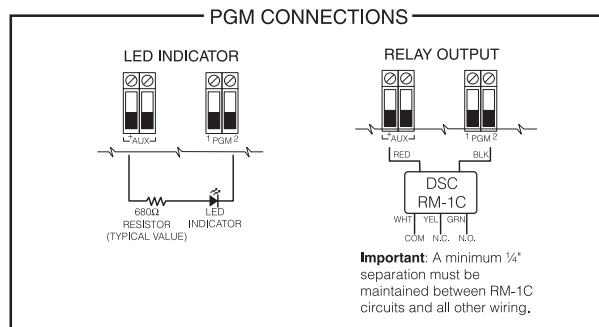 PGM CONNECTIONS
LED INDICATOR
+AUX-
1 PGM 2
680Ω
RESISTOR
(TYPICAL VALUE)
LED
INDICATOR
RELAY OUTPUT
+AUX-
1 PGM 2
RED
BLK
DSC
RM-1C
WHT YEL GRN
COM N.C. N.O.
Important: A minimum ¼"
separation must be
maintained between RM-1C
circuits and all other wiring.